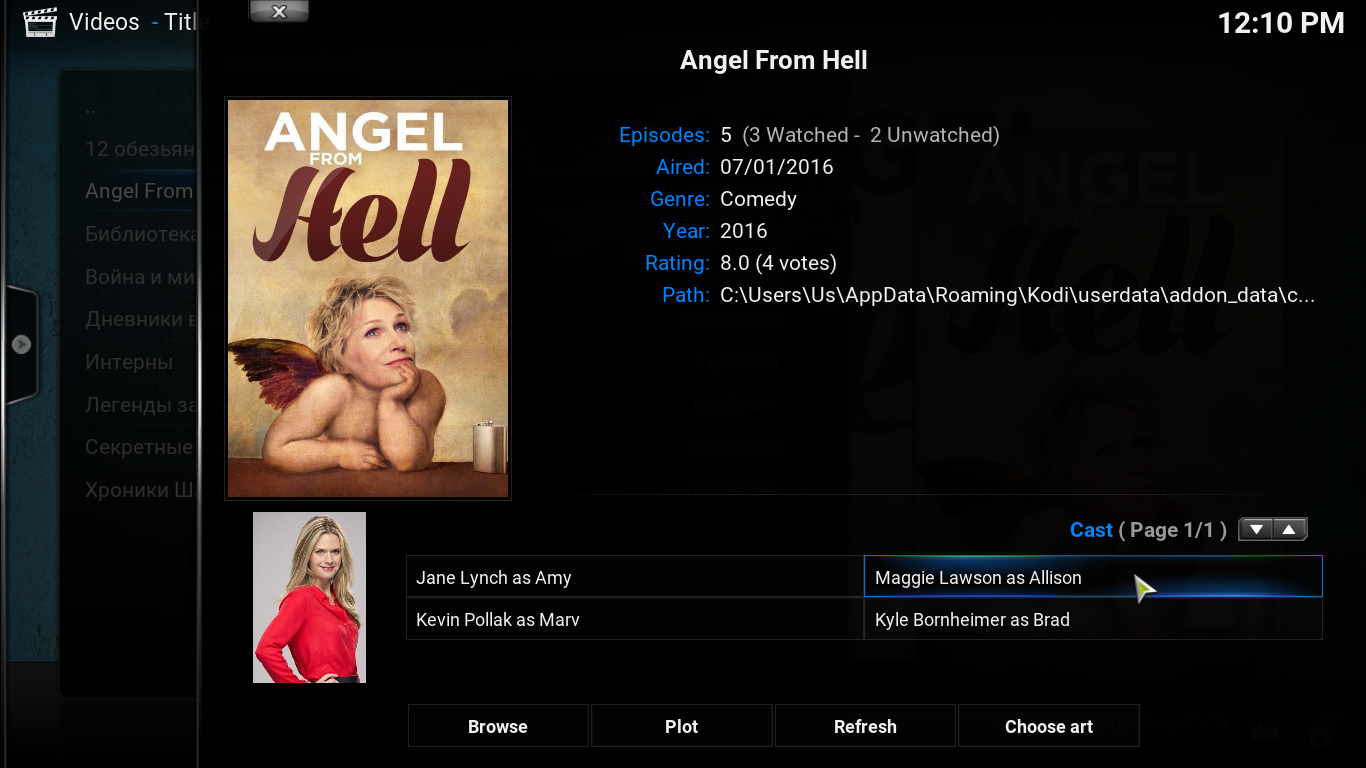 Videos - Title
12:10 PM
Angel From Hell
..
12 обезьян
Angel From
Библиотека
Война и ми
Дневники в
Интерны
Легенды за
Секретные
Хроники Ш
ANGEL
FROM
Hell
Episodes: 5 (3 Watched - 2 Unwatched)
Aired: 07/01/2016
Genre: Comedy
Year: 2016
Rating: 8.0 (4 votes)
Path: C:\Users\Us\AppData\Roaming\Kodi\userdata\addon_data\c...
Cast ( Page 1/1 )
Jane Lynch as Amy
Maggie Lawson as Allison
Kevin Pollak as Marv
Kyle Bornheimer as Brad
Browse
Plot
Refresh
Choose art